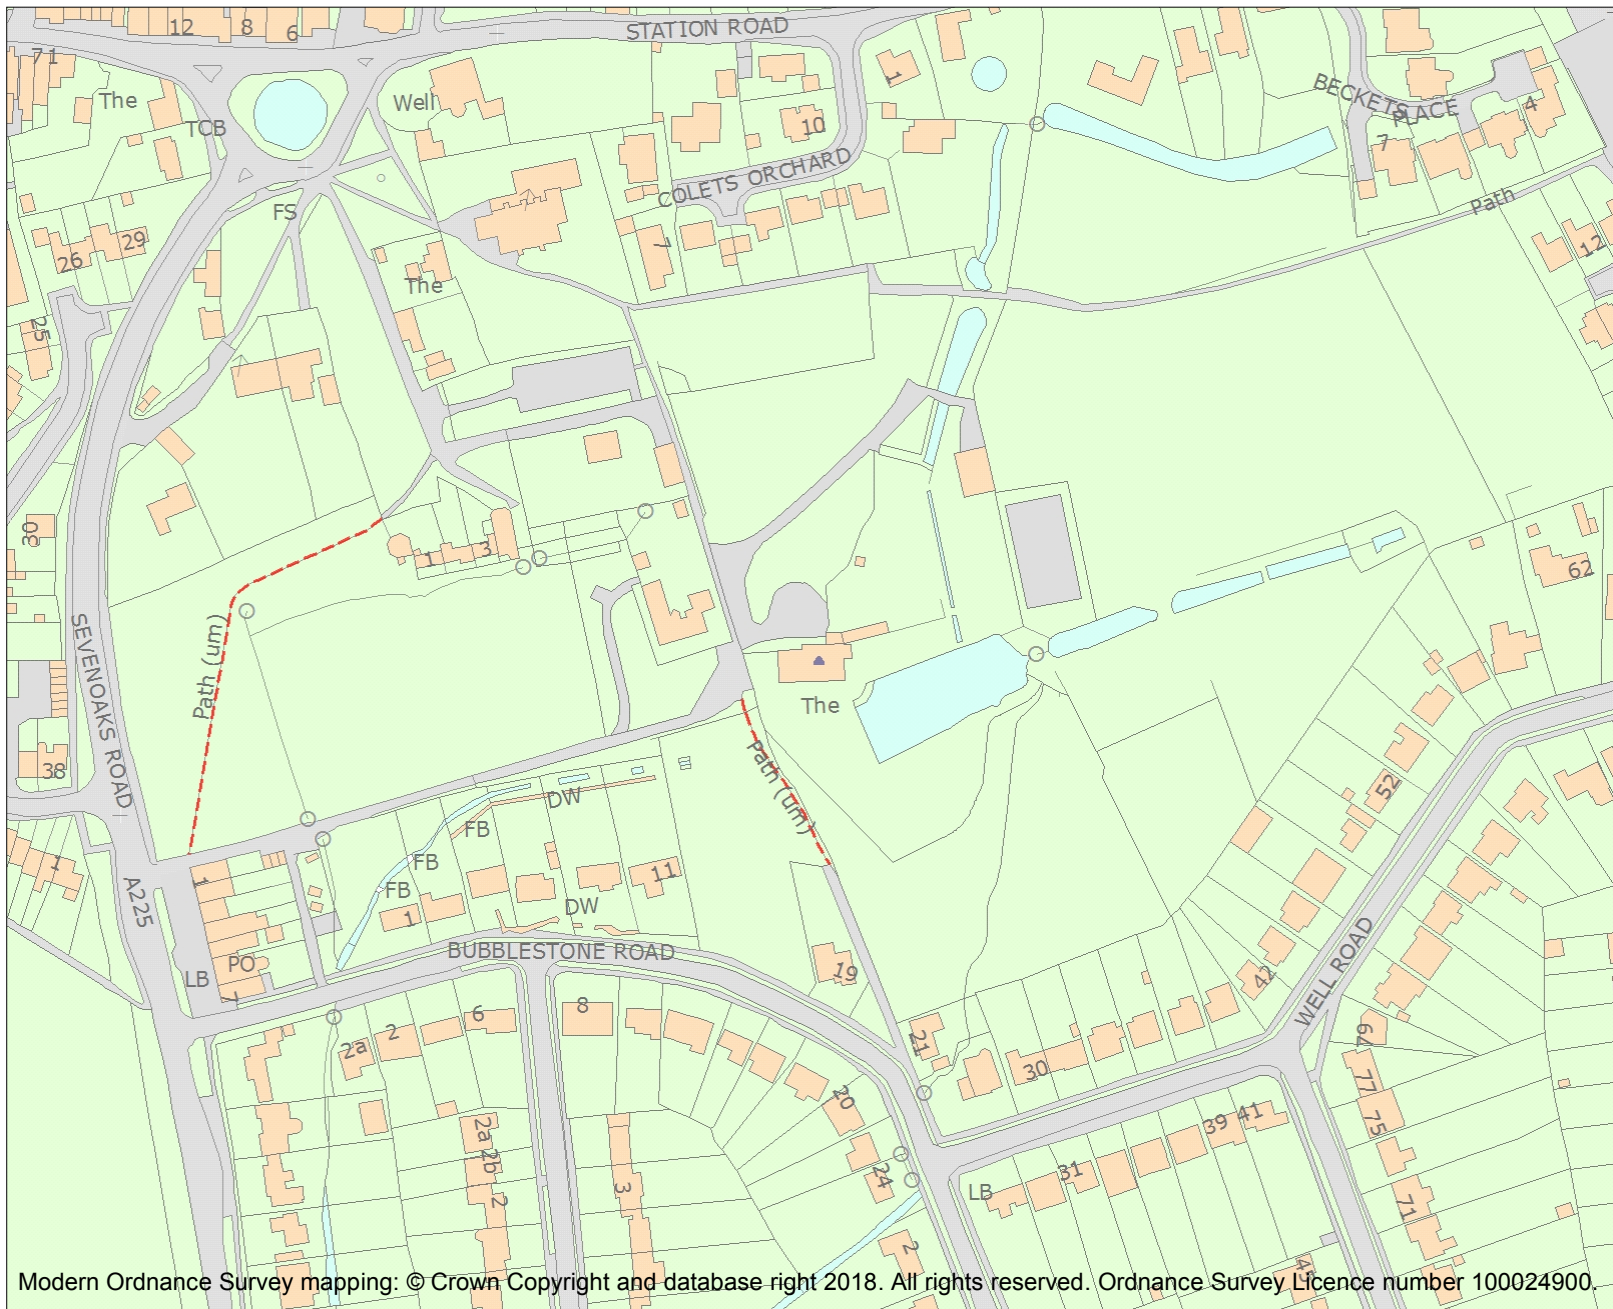 STATION ROAD
12
8
6
71
The
TCB
Well
1
10
COLETS ORCHARD
BECKETS
PLACE
4
7
Path
12
FS
26
29
The
7
25
30
1
3
62
SEVENOAKS ROAD
Path (um)
The
Path (um)
38
52
DW
FB
FB
FB
11
1
1
1
DW
A225
BUBBLESTONE ROAD
PO
LB
7
19
42
WELL ROAD
8
6
2
2a
21
30
20
79
77
75
39
41
31
24
LB
2a
2b
2
3
71
2
45
Modern Ordnance Survey mapping: © Crown Copyright and database right 2018. All rights reserved. Ordnance Survey Licence number 100024900.